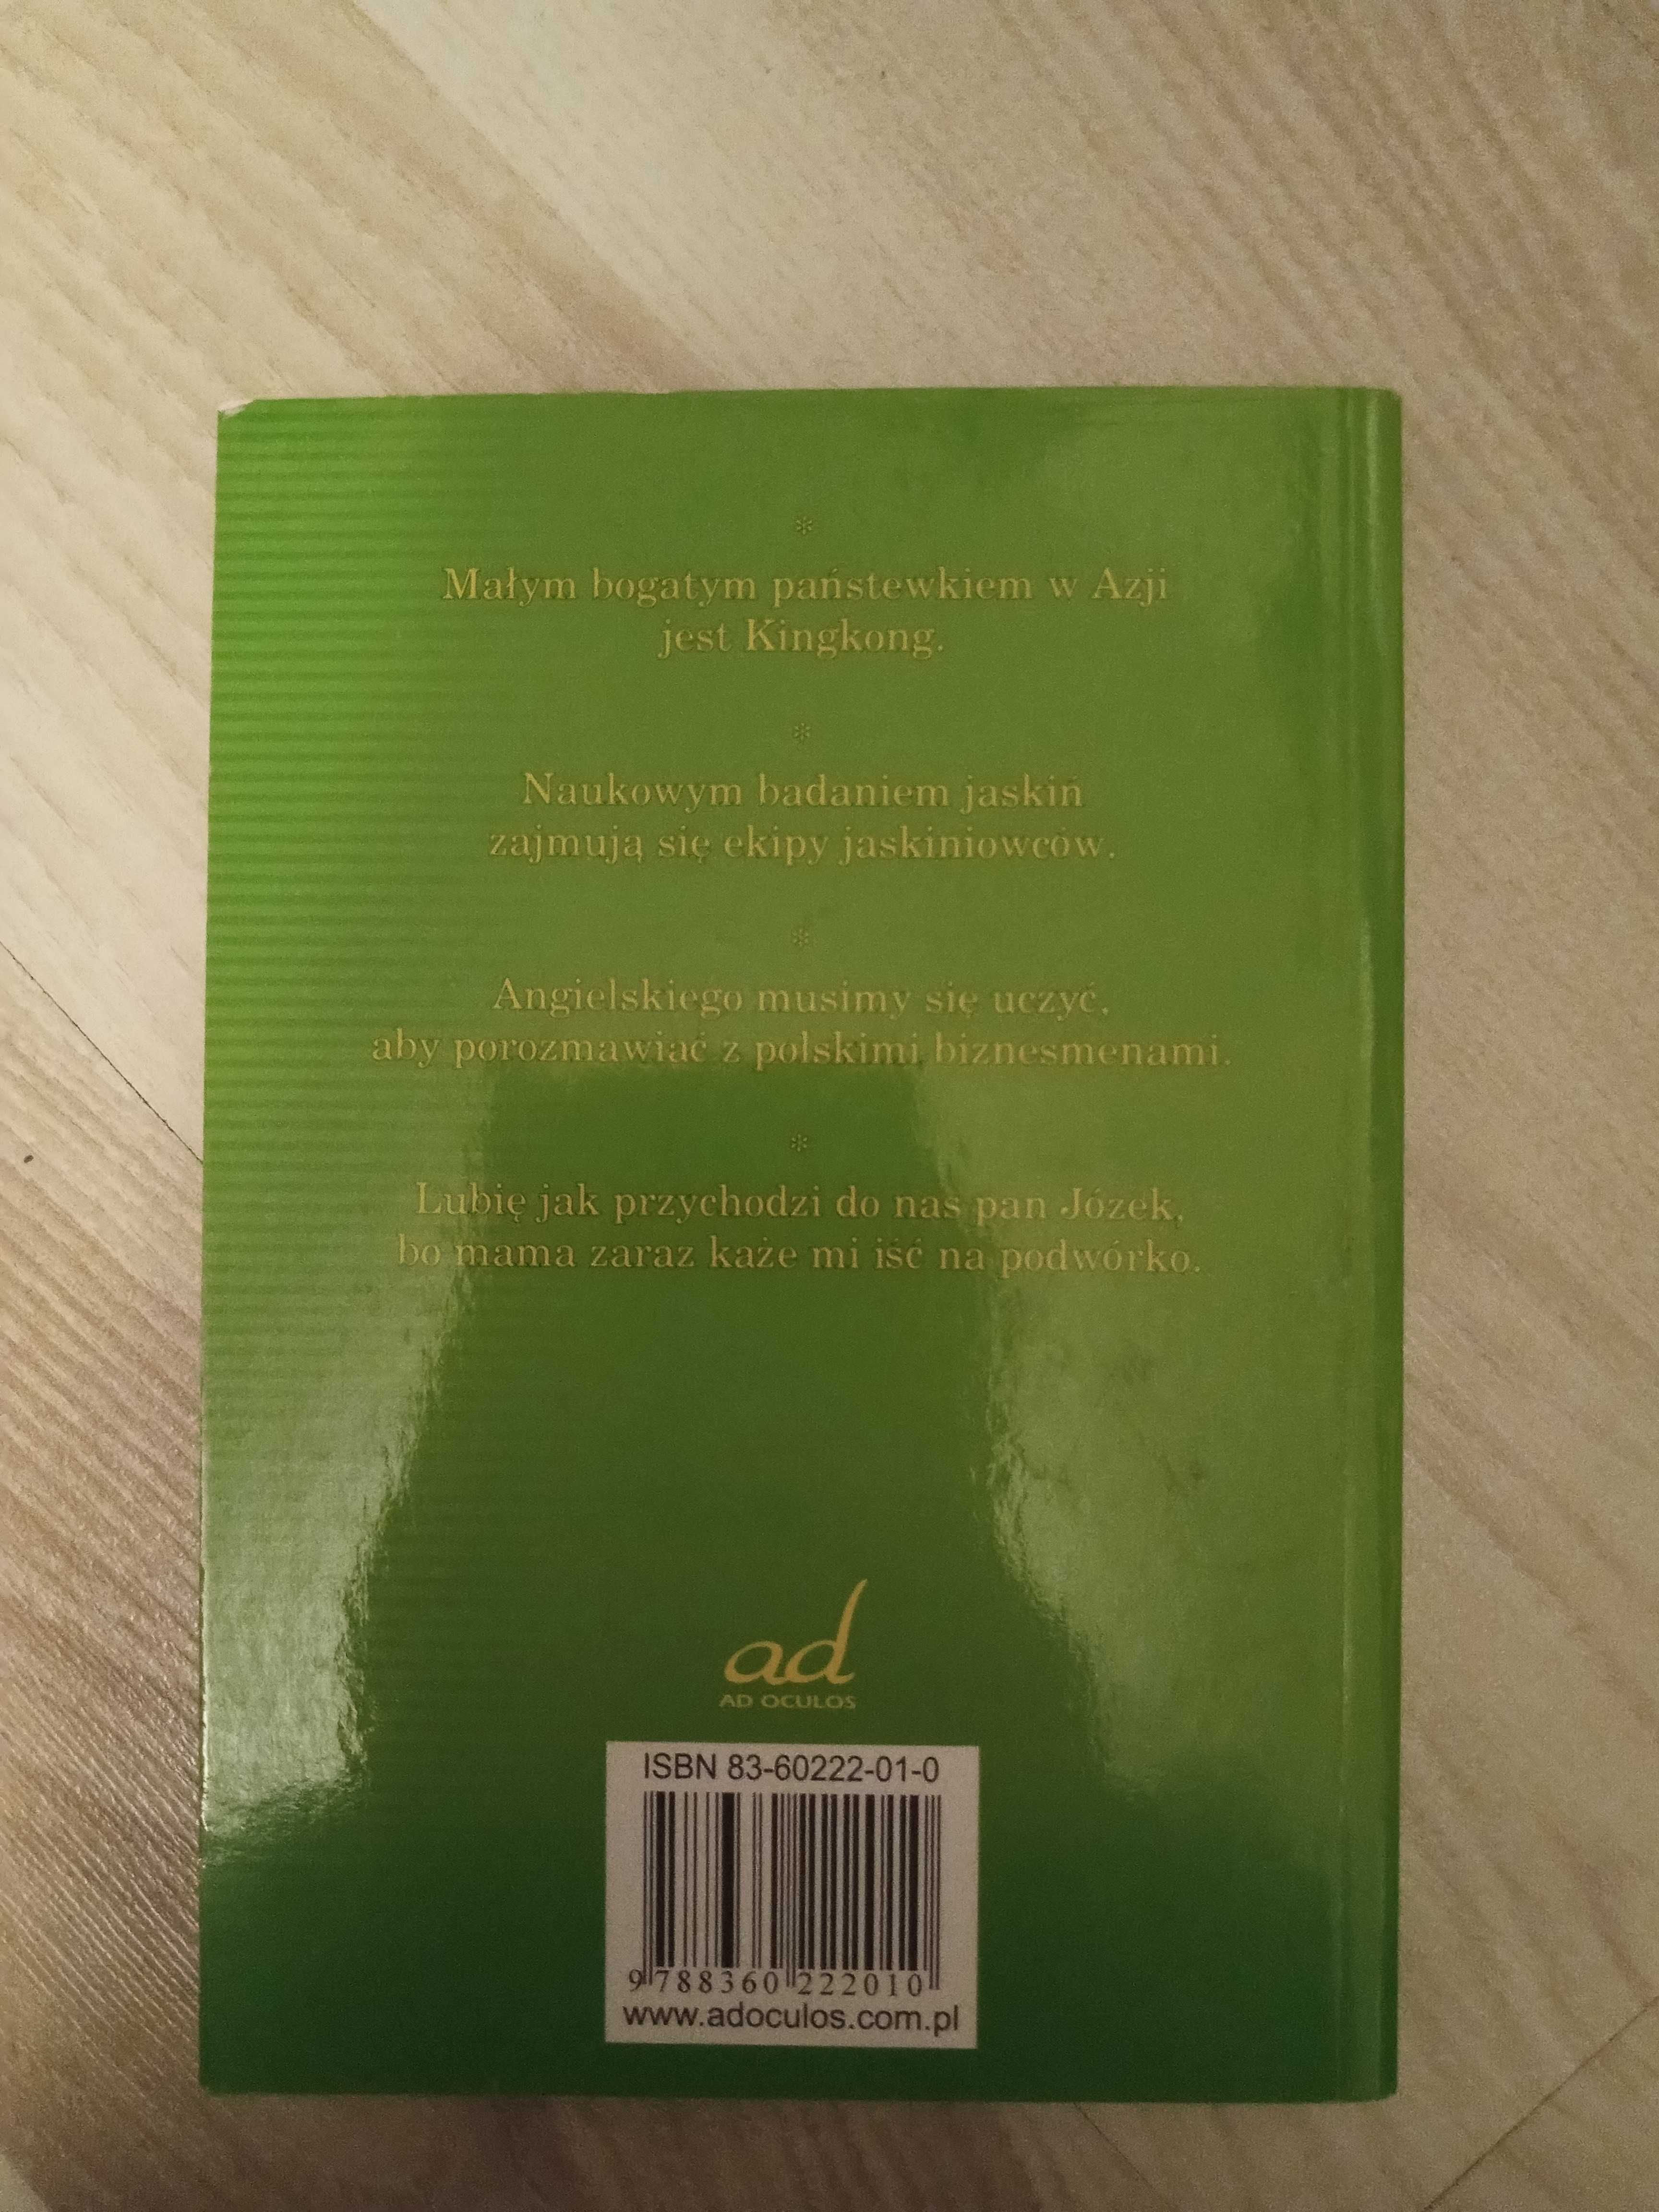 *
Małym bogatym państewkiem w Azji
jest Kingkong.
*
Naukowym badaniem jaskiń
zajmują się ekipy jaskiniowców.
*
Angielskiego musimy się uczyć,
aby porozmawiać z polskimi biznesmenami.
*
Lubię jak przychodzi do nas pan Józek,
bo mama zaraz każe mi iść na podwórko.
ad
AD OCULOS
ISBN 83-60222-01-0
9 788360 222010
www.adoculos.com.pl